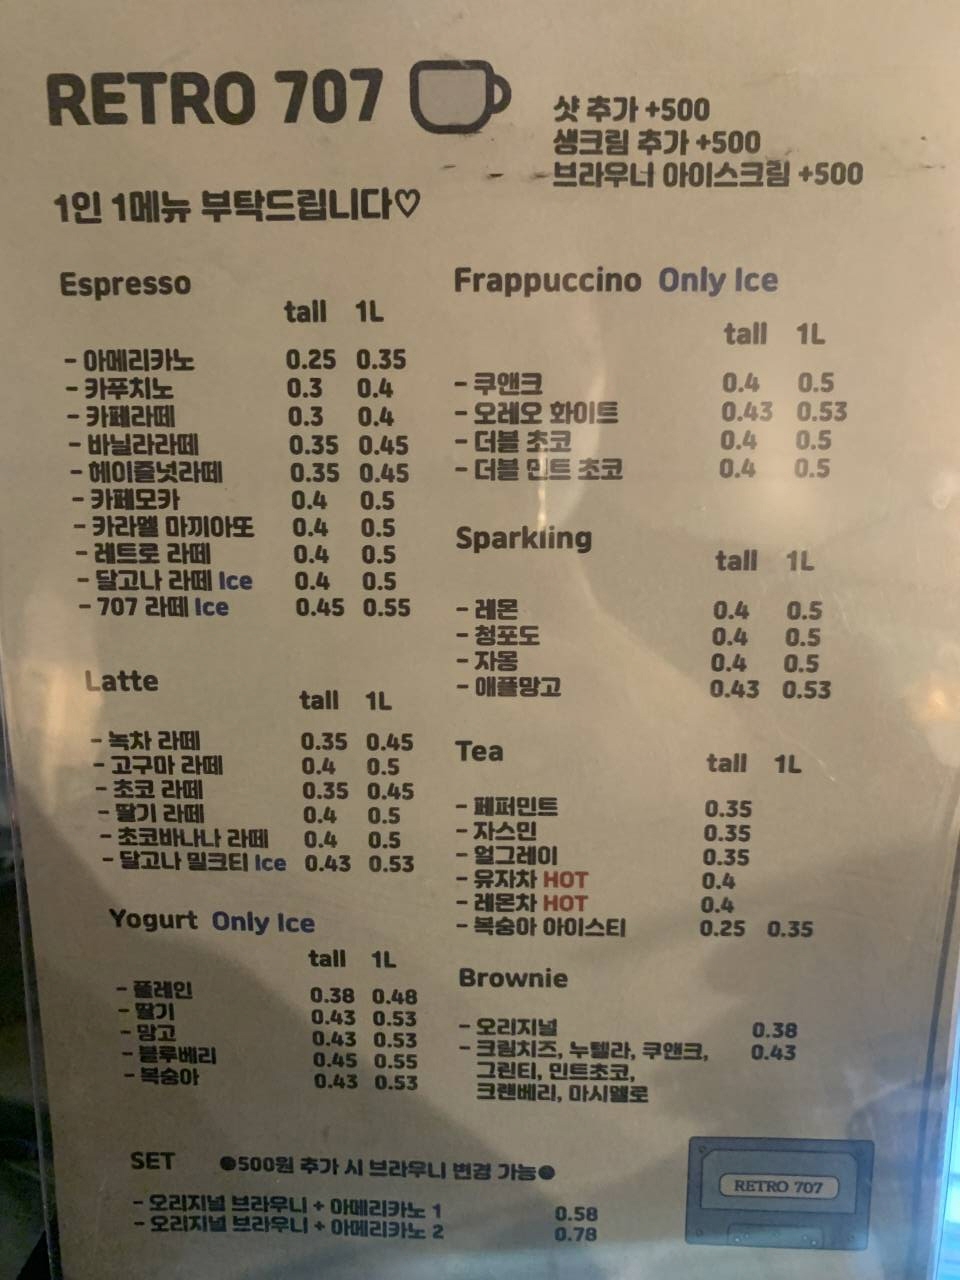 RETRO 707
샷 추가 +500
생크림 추가 +500
브라우너 아이스크림 +500
1인 1메뉴 부탁드립니다♡
Espresso
tall 1L
- 아메리카노 0.25 0.35
- 카푸치노 0.3 0.4
- 카페라떼 0.3 0.4
- 바닐라라떼 0.35 0.45
- 헤이즐넛라떼 0.35 0.45
- 카페모카 0.4 0.5
- 카라멜 마끼아또 0.4 0.5
- 레트로 라떼 0.4 0.5
- 달고나 라떼 Ice 0.4 0.5
- 707 라떼 Ice 0.45 0.55
Latte
tall 1L
- 녹차 라떼 0.35 0.45
- 고구마 라떼 0.4 0.5
- 초코 라떼 0.35 0.45
- 딸기 라떼 0.4 0.5
- 초코바나나 라떼 0.4 0.5
- 달고나 밀크티 Ice 0.43 0.53
Yogurt Only Ice
tall 1L
- 플레인 0.38 0.48
- 딸기 0.43 0.53
- 망고 0.43 0.53
- 블루베리 0.45 0.55
- 복숭아 0.43 0.53
Frappuccino Only Ice
tall 1L
- 쿠앤크 0.4 0.5
- 오레오 화이트 0.43 0.53
- 더블 초코 0.4 0.5
- 더블 민트 초코 0.4 0.5
Sparkling
tall 1L
- 레몬 0.4 0.5
- 청포도 0.4 0.5
- 자몽 0.4 0.5
- 애플망고 0.43 0.53
Tea
tall 1L
- 페퍼민트 0.35
- 자스민 0.35
- 얼그레이 0.35
- 유자차 HOT 0.4
- 레몬차 HOT 0.4
- 복숭아 아이스티 0.25 0.35
Brownie
- 오리지널 0.38
- 크림치즈, 누텔라, 쿠앤크, 0.43
그린티, 민트초코,
크랜베리, 마시멜로
SET ●500원 추가 시 브라우니 변경 가능●
- 오리지널 브라우니 + 아메리카노 1 0.58
- 오리지널 브라우니 + 아메리카노 2 0.78
RETRO 707